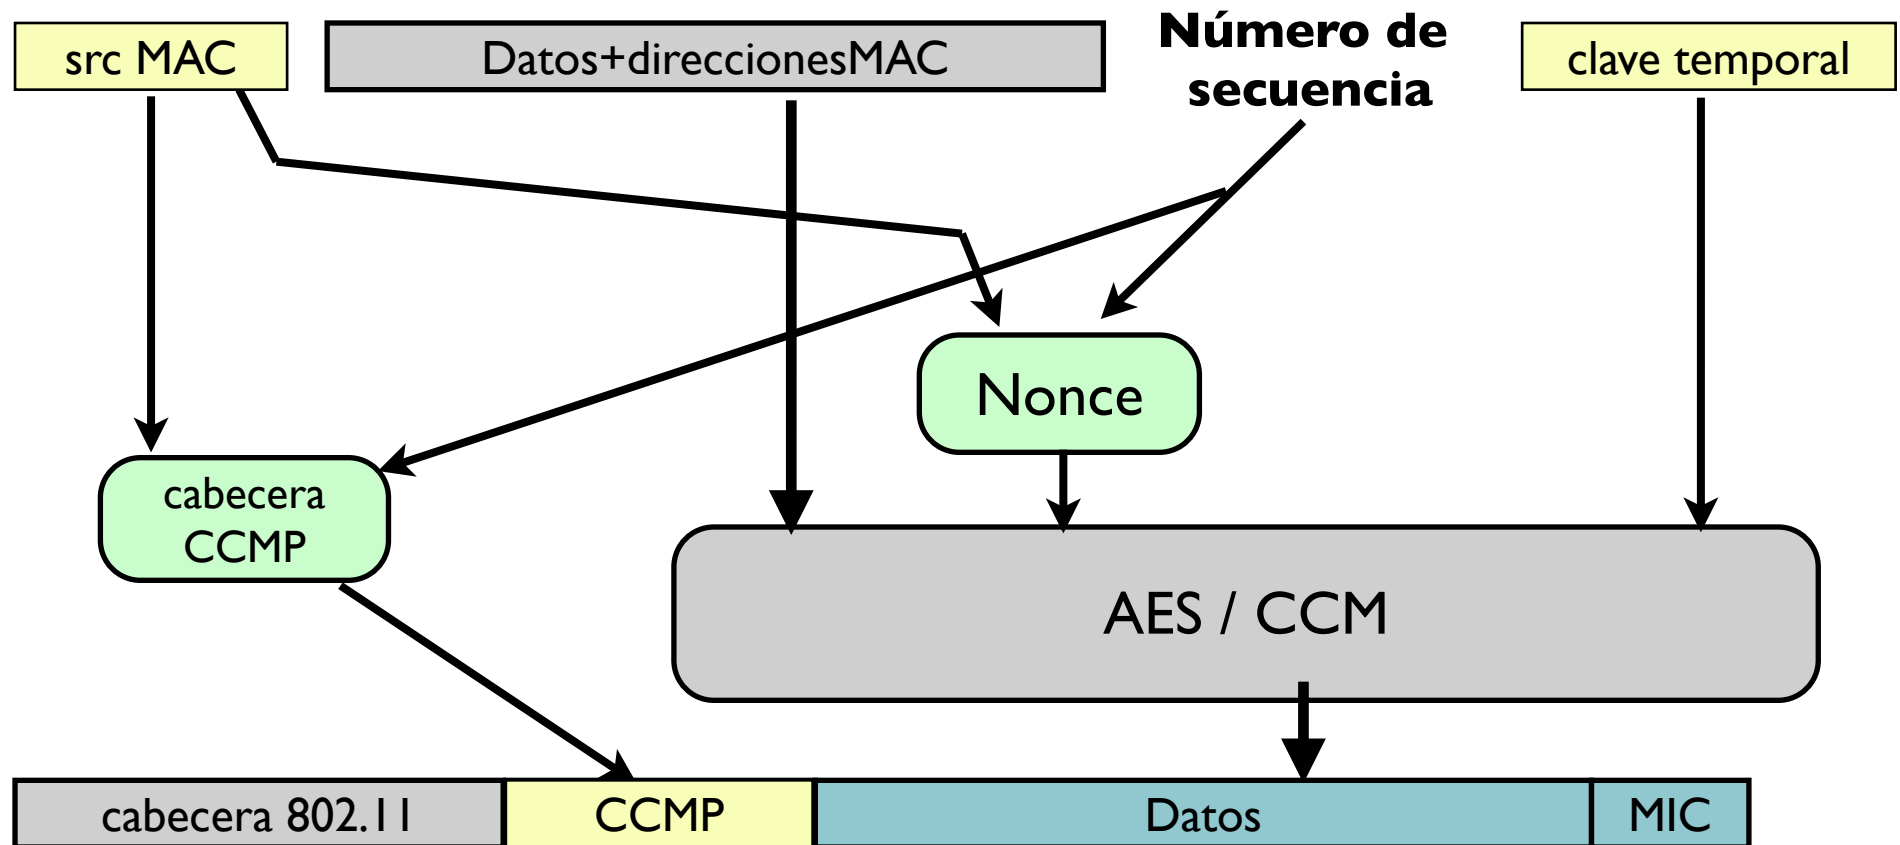 src MAC
Datos+direccionesMAC
Número de
secuencia
clave temporal
Nonce
cabecera
CCMP
AES / CCM
cabecera 802.11
CCMP
Datos
MIC